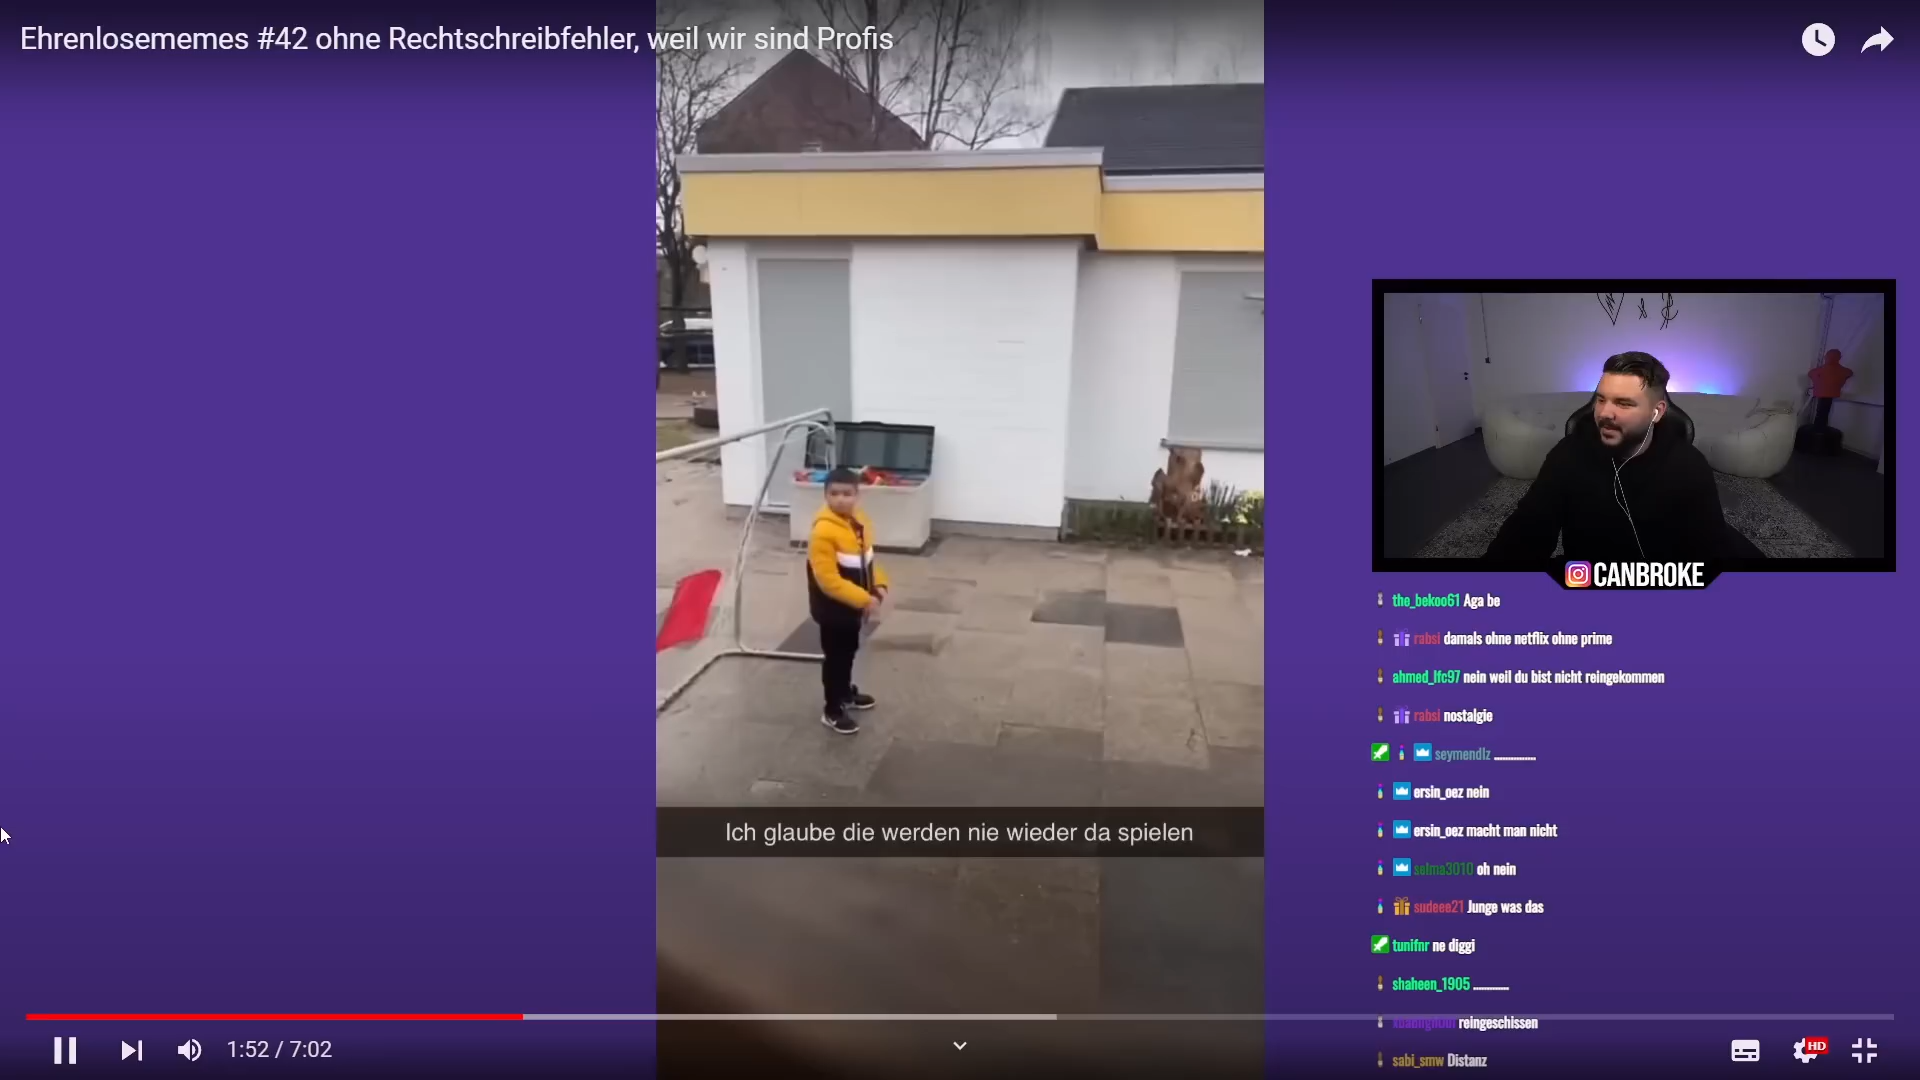 Ehrenlosememes #42 ohne Rechtschreibfehler, weil wir sind Profis
CANBROKE
the_bekoo61 Aga be
rabsi damals ohne netflix ohne prime
ahmed_lfc97 nein weil du bist nicht reingekommen
rabsi nostalgie
seymendlz ..............
ersin_oez nein
ersin_oez macht man nicht
selma3010 oh nein
Ich glaube die werden nie wieder da spielen
sudeee21 Junge was das
tunifnr ne diggi
shaheen_1905 ............
reingeschissen
1:52 / 7:02
HD
sabi_smw Distanz